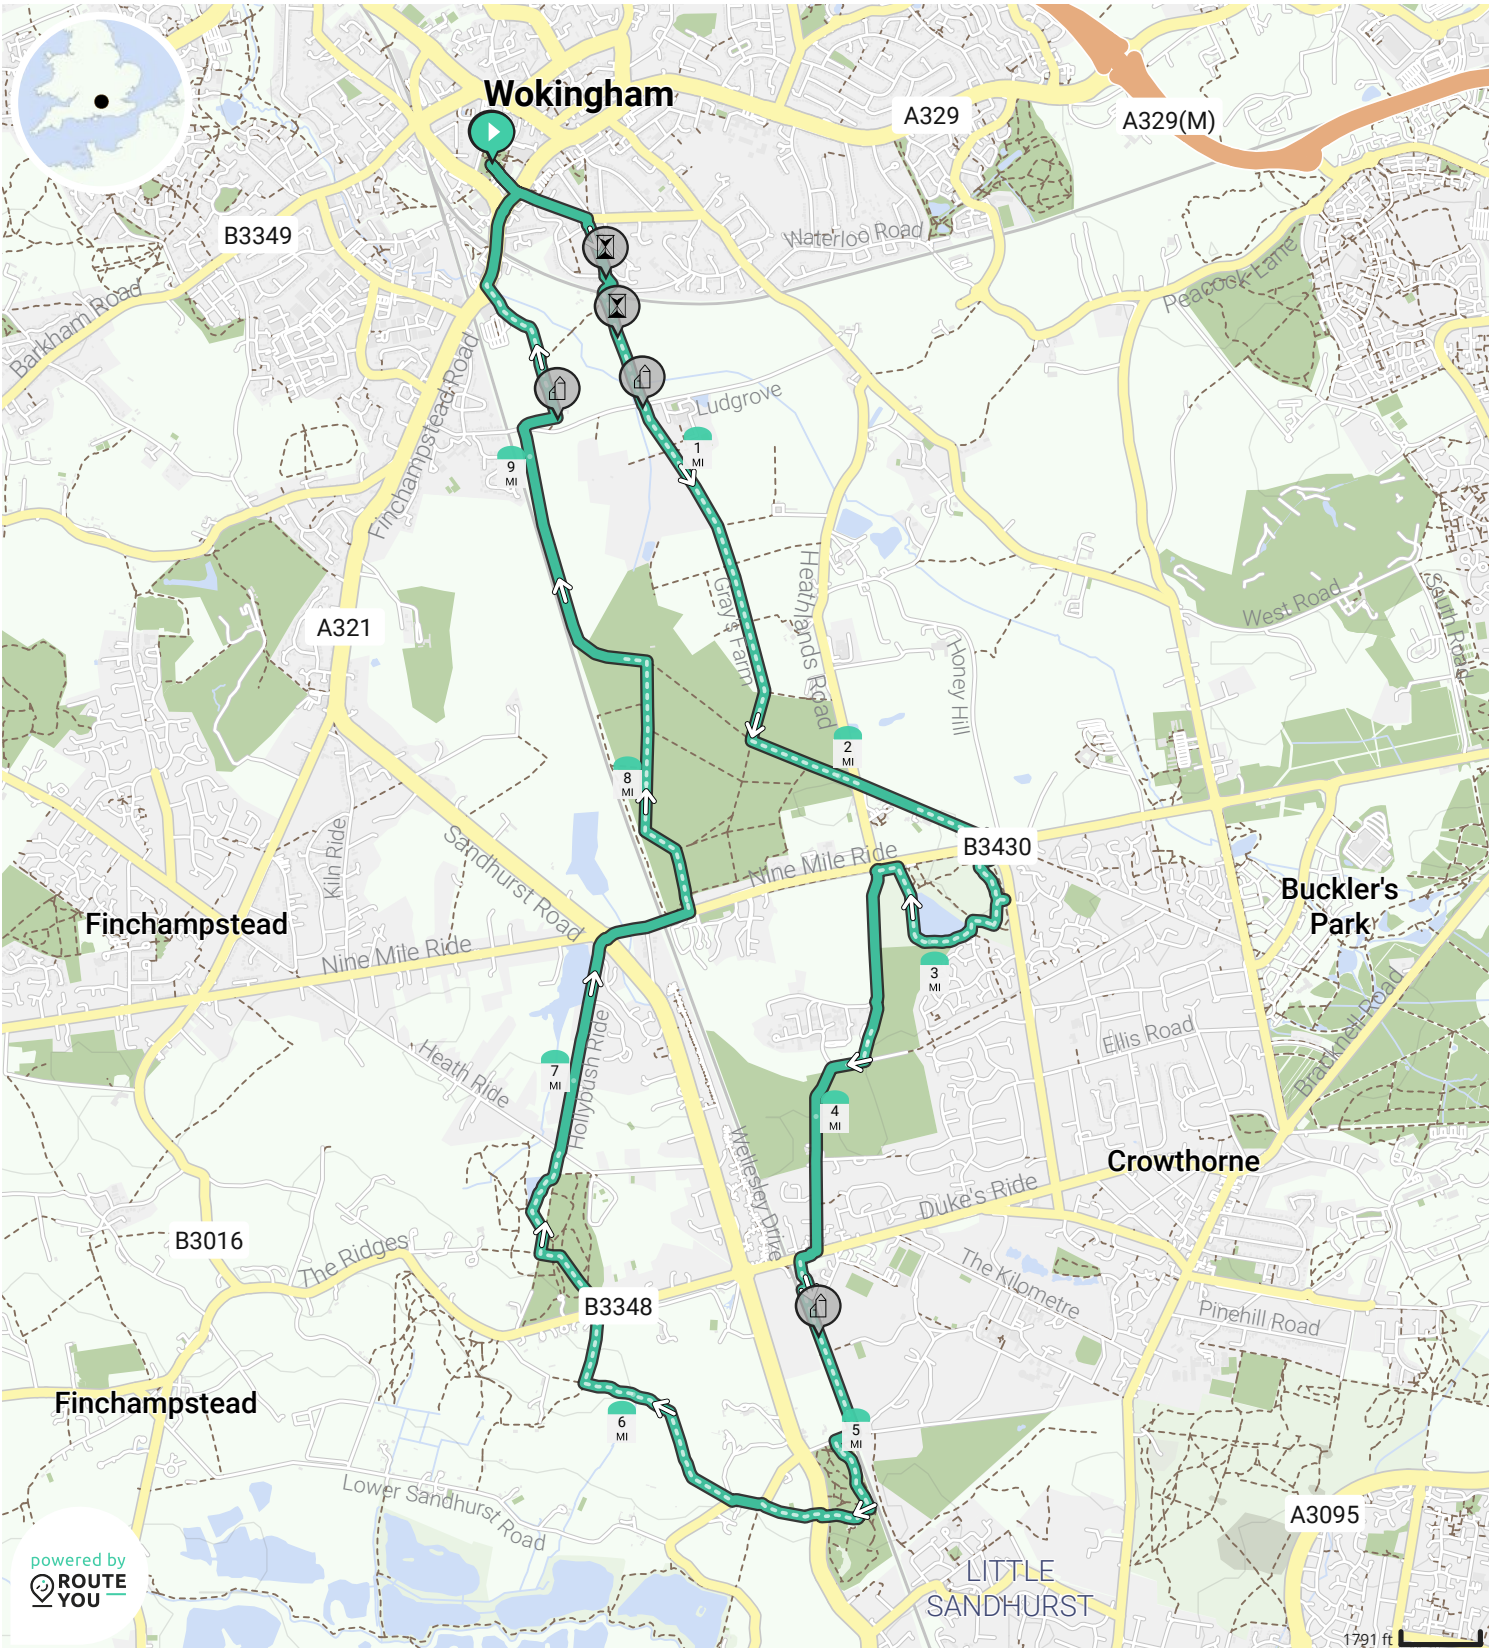 Wokingham
A329
A329(M)
B3349
Waterloo Road
Peacock Lane
Barkham Road
Finchampstead Road
Ludgrove
1
MI
9
MI
Finchampstead Road
A321
Gray's Farm
Heathlands Road
Honey Hill
West Road
South Road
2
MI
8
MI
Kiln Ride
Sandhurst Road
Nine Mile Ride
B3430
Buckler's
Park
Finchampstead
Nine Mile Ride
3
MI
Heath Ride
Hollybush Ride
Ellis Road
Bracknell Road
7
MI
4
MI
Wellesley Drive
Crowthorne
Duke's Ride
B3016
The Ridges
The Kilometre
B3348
Pinehill Road
Finchampstead
6
MI
5
MI
Lower Sandhurst Road
A3095
powered by
ROUTE
YOU
LITTLE
SANDHURST
1791 ft